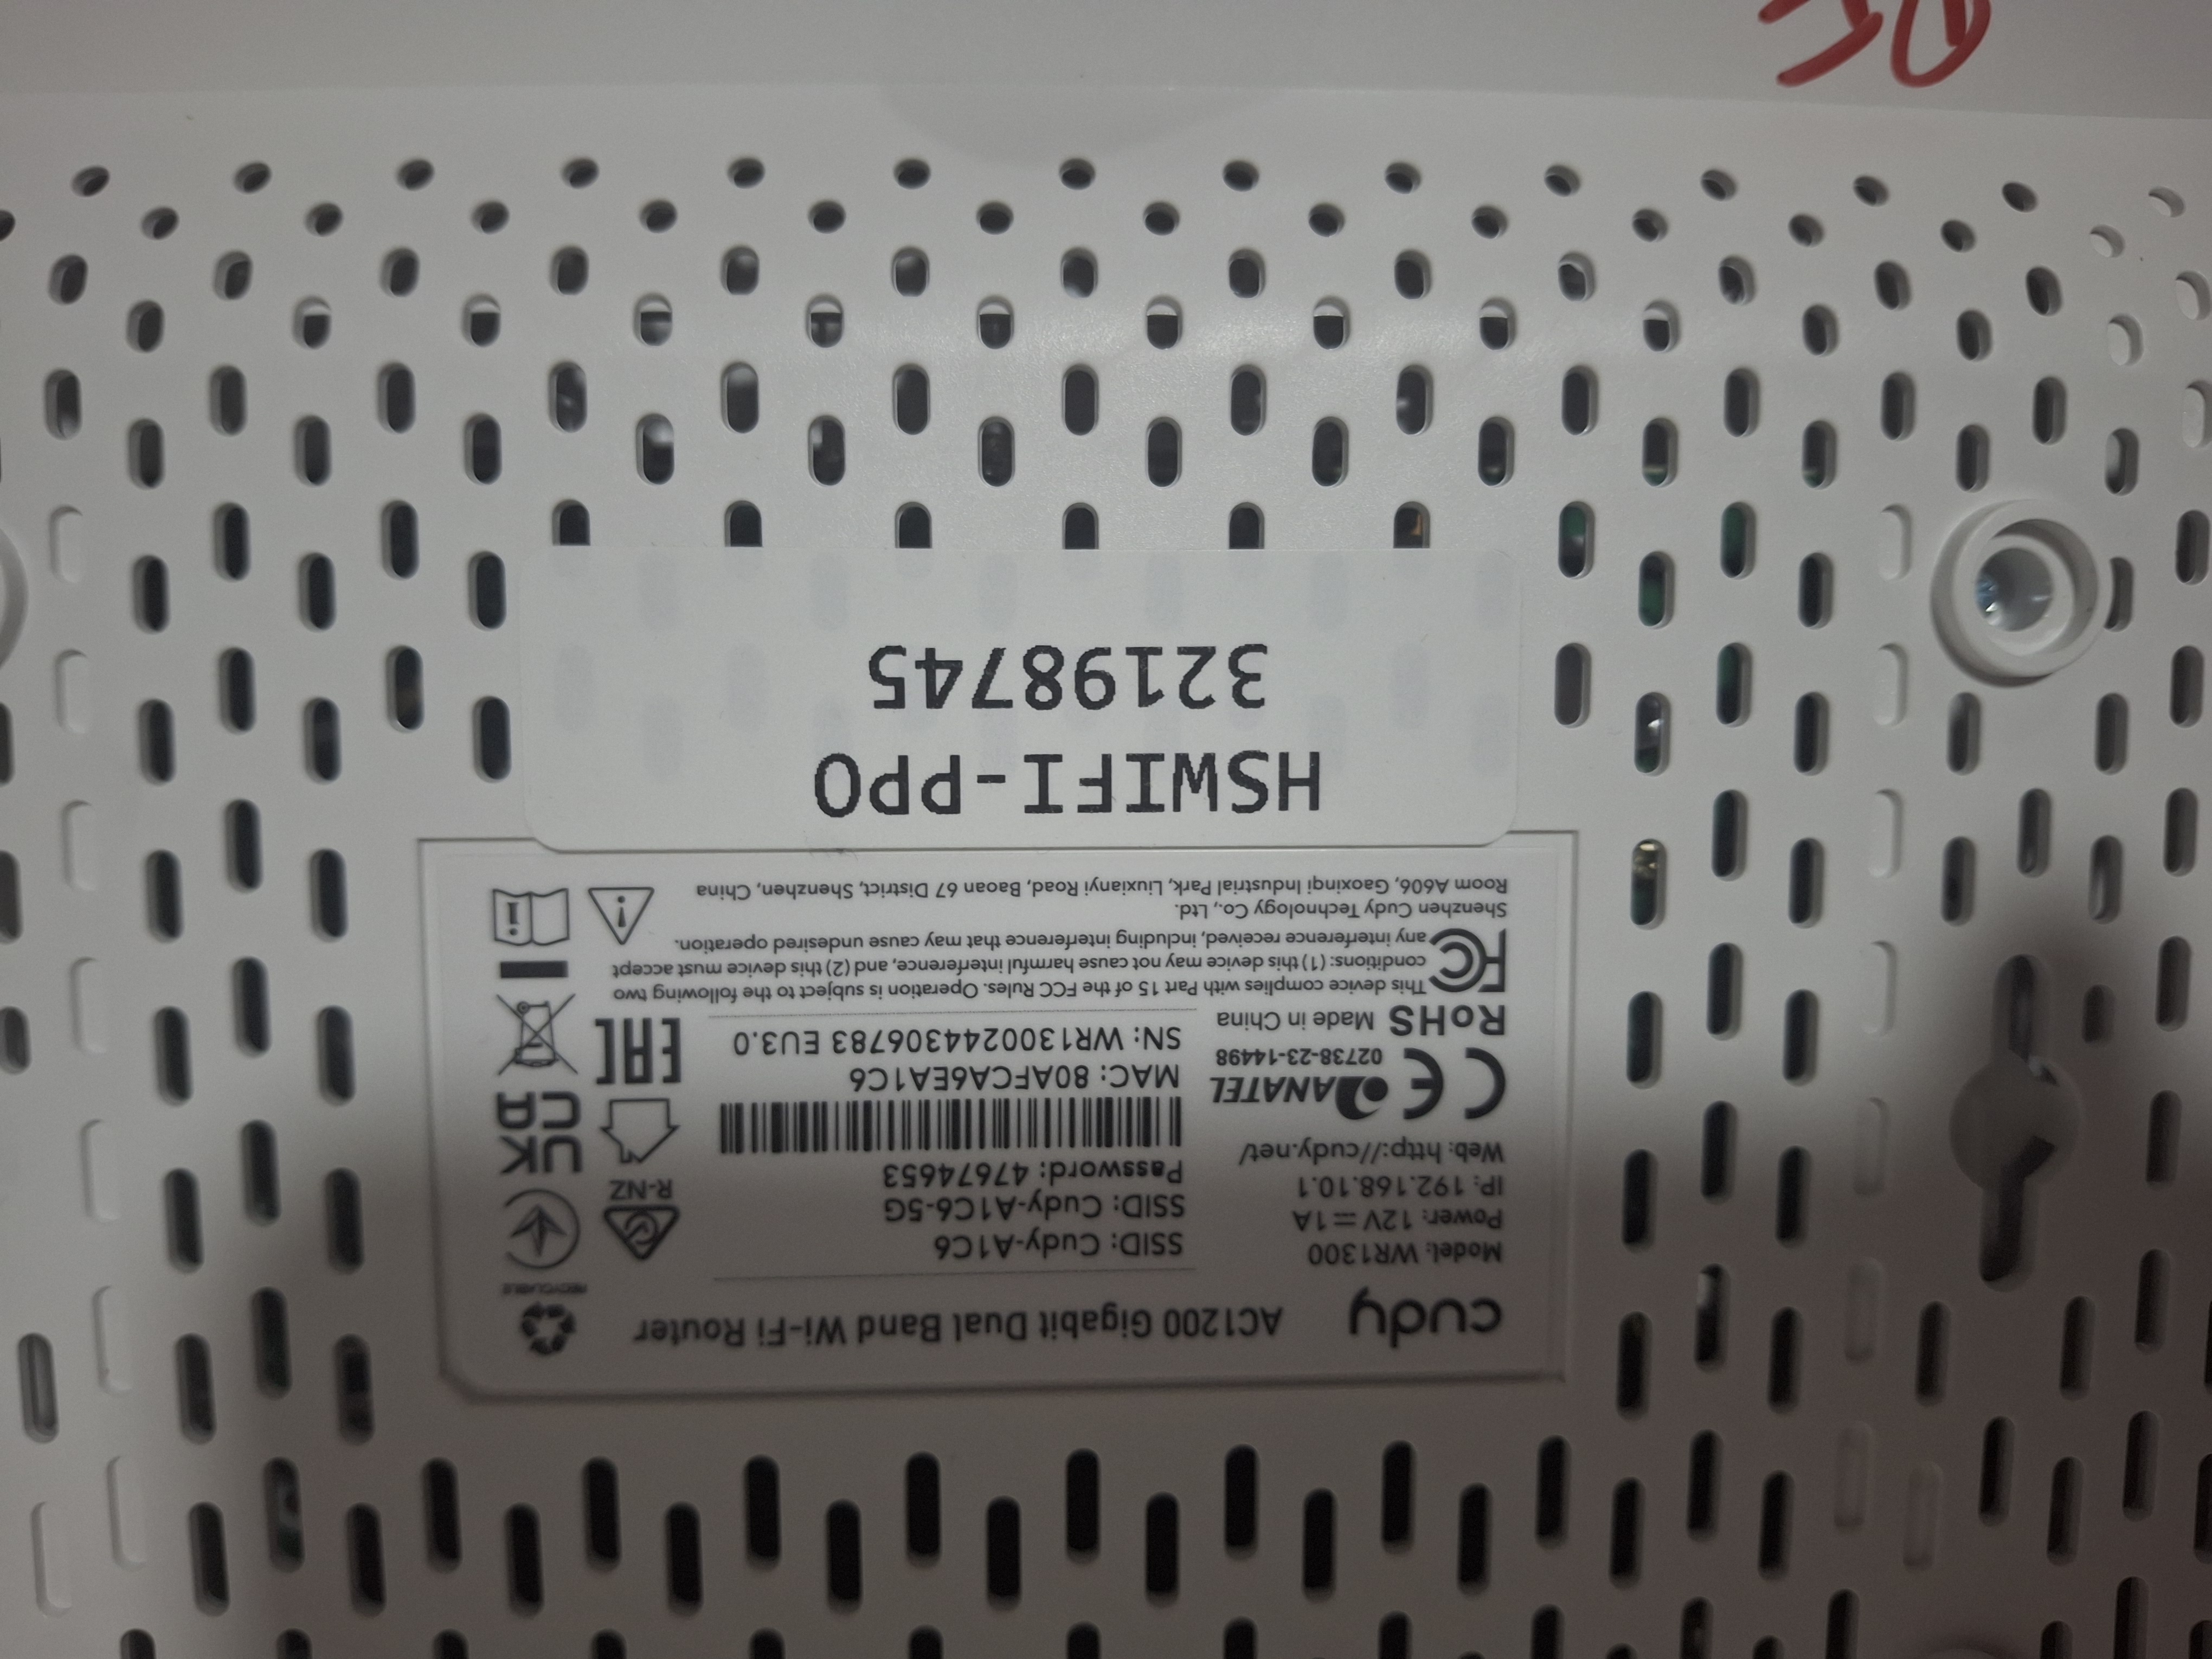 cudy AC1200 Gigabit Dual Band Wi-Fi Router
Model: WR1300
Power: 12V ⎓ 1A
IP: 192.168.10.1
Web: http://cudy.net/
CE ANATEL
02738-23-14498
RoHS Made in China
SSID: Cudy-A1C6
SSID: Cudy-A1C6-5G
Password: 47674653
MAC: 80AFCA6EA1C6
SN: WR1300244306783 EU3.0
RECYCLABLE
R-NZ
UK
CA
EAC
FC This device complies with Part 15 of the FCC Rules. Operation is subject to the following two
conditions: (1) this device may not cause harmful interference, and (2) this device must accept
any interference received, including interference that may cause undesired operation.
Shenzhen Cudy Technology Co., Ltd.
Room A606, Gaoxinqi Industrial Park, Liuxianyi Road, Baoan 67 District, Shenzhen, China
HSWIFI-PPO
32198745